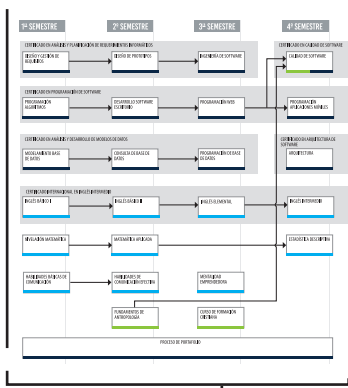 1º SEMESTRE 2º SEMESTRE 3º SEMESTRE 4º SEMESTRE
CERTIFICADO EN ANÁLISIS Y PLANIFICACIÓN DE REQUERIMIENTOS INFORMÁTICOS
CERTIFICADO EN CALIDAD DE SOFTWARE
DISEÑO Y GESTIÓN DE
REQUISITOS
DISEÑO DE PROTOTIPOS
INGENIERÍA DE SOFTWARE
CALIDAD DE SOFTWARE
CERTIFICADO EN PROGRAMACIÓN DE SOFTWARE
PROGRAMACIÓN
ALGORITMOS
DESARROLLO SOFTWARE
ESCRITORIO
PROGRAMACIÓN WEB
PROGRAMACIÓN
APLICACIONES MÓVILES
CERTIFICADO EN ANÁLISIS Y DESARROLLO DE MODELOS DE DATOS
CERTIFICADO EN ARQUITECTURA DE
SOFTWARE
MODELAMIENTO BASE
DE DATOS
CONSULTA DE BASE DE
DATOS
PROGRAMACIÓN DE BASE
DE DATOS
ARQUITECTURA
CERTIFICADO INTERNACIONAL EN INGLÉS INTERMEDIO
INGLÉS BÁSICO I
INGLÉS BÁSICO II
INGLÉS ELEMENTAL
INGLÉS INTERMEDIO
NIVELACIÓN MATEMÁTICA
MATEMÁTICA APLICADA
ESTADÍSTICA DESCRIPTIVA
HABILIDADES BÁSICAS DE
COMUNICACIÓN
HABILIDADES DE
COMUNICACIÓN EFECTIVA
MENTALIDAD
EMPRENDEDORA
FUNDAMENTOS DE
ANTROPOLOGÍA
CURSO DE FORMACIÓN
CRISTIANA
PROCESO DE PORTAFOLIO